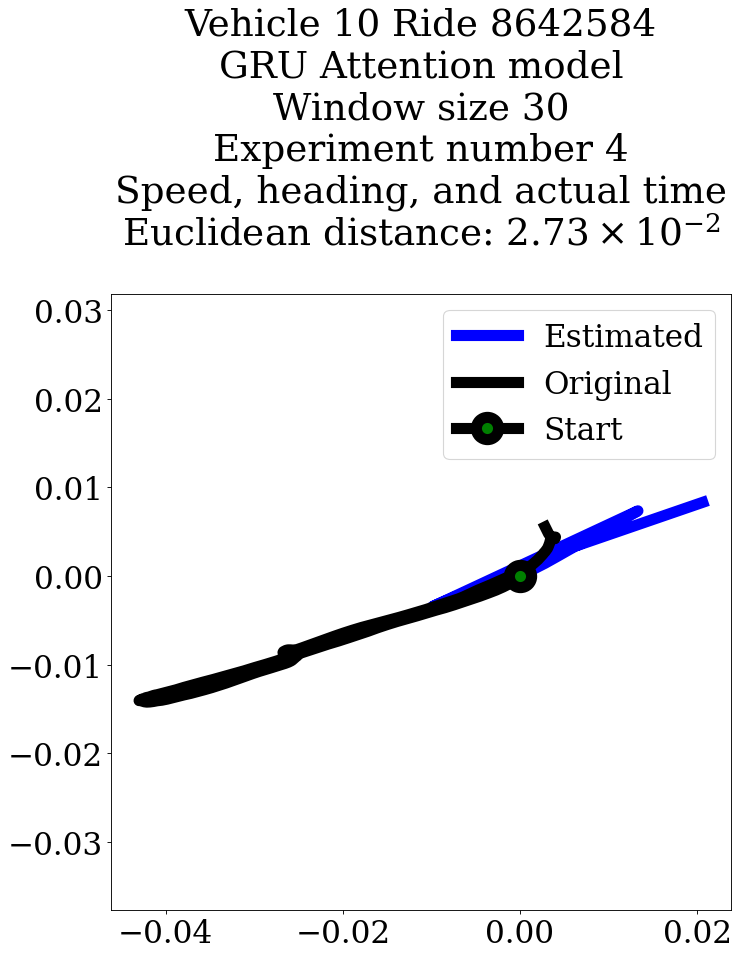 Vehicle 10 Ride 8642584
GRU Attention model
Window size 30
Experiment number 4
Speed, heading, and actual time
Euclidean distance: 2.73 × 10⁻²
0.03
0.02
0.01
0.00
−0.01
−0.02
−0.03
Estimated
Original
Start
−0.04
−0.02
0.00
0.02